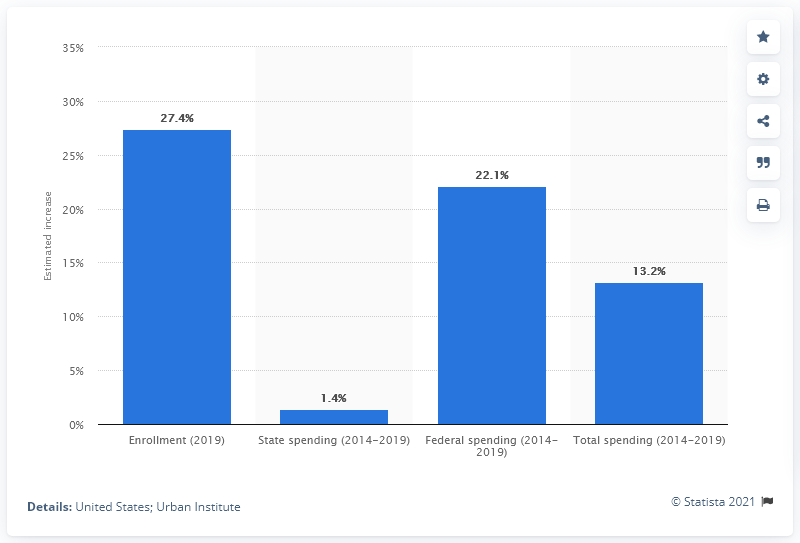 35%
30%
25%
20%
15%
10%
5%
0%
Estimated increase
27.4%
1.4%
22.1%
13.2%
Enrollment (2019)
State spending (2014-2019)
Federal spending (2014-
2019)
Total spending (2014-2019)
Details: United States; Urban Institute
© Statista 2021